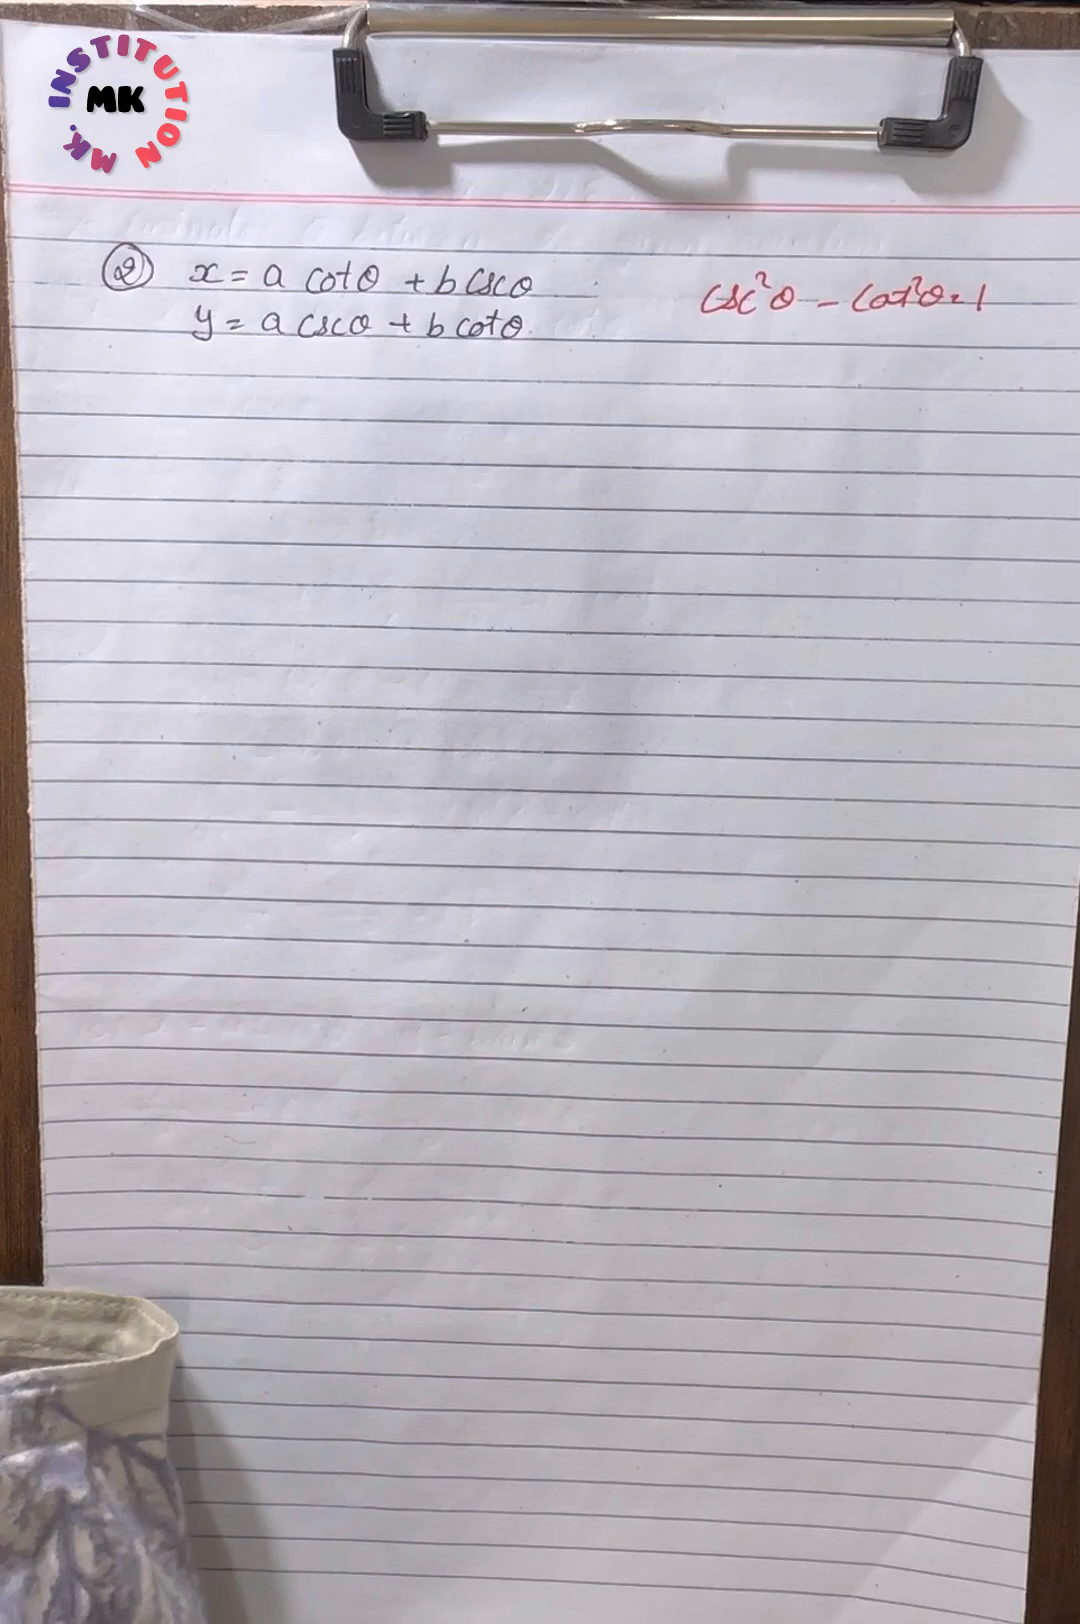 MK. INSTITUTION
MK
② x = a cotθ + b cscθ
y = a cscθ + b cotθ.
csc²θ - cot²θ = 1